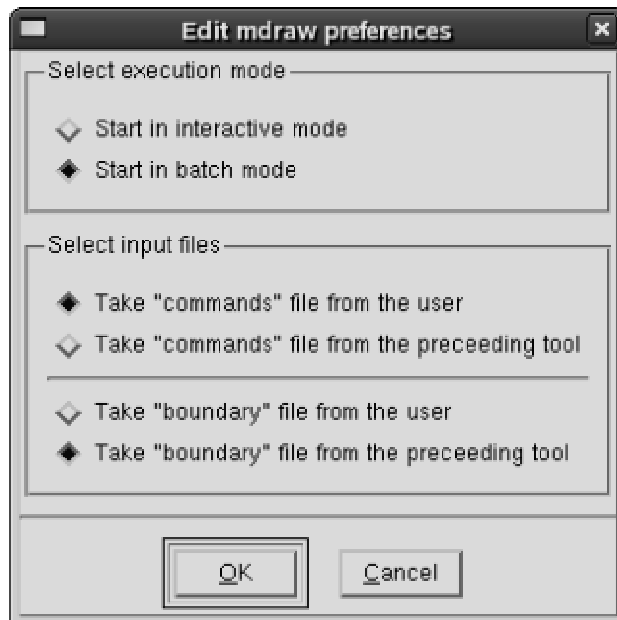 Edit mdraw preferences
Select execution mode
Start in interactive mode
Start in batch mode
Select input files
Take "commands" file from the user
Take "commands" file from the preceeding tool
Take "boundary" file from the user
Take "boundary" file from the preceeding tool
OK
Cancel